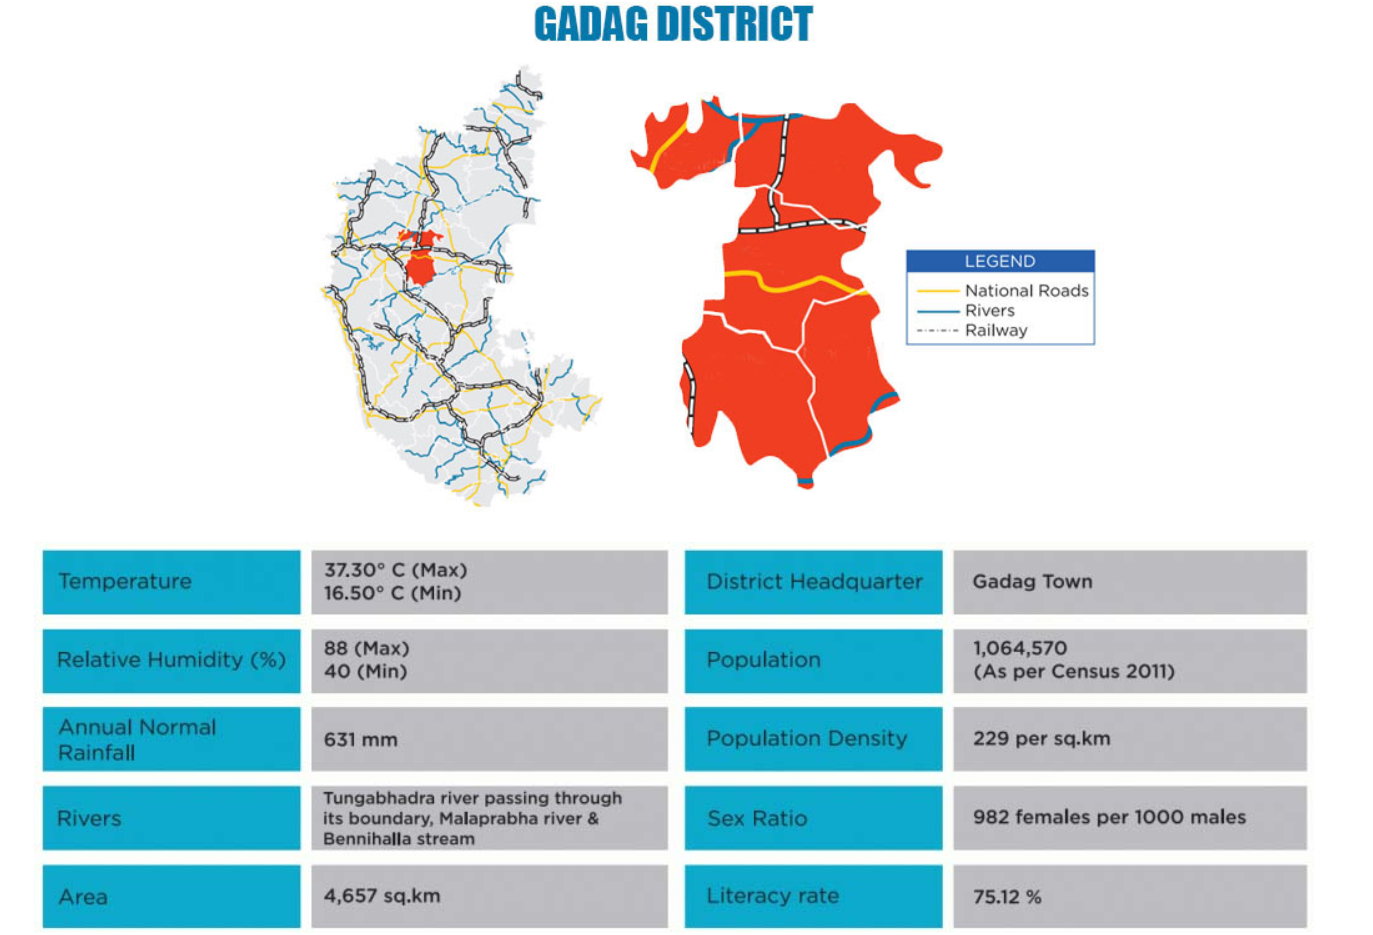 GADAG DISTRICT
LEGEND
National Roads
Rivers
Railway
Temperature
37.30° C (Max)
16.50° C (Min)
District Headquarter
Gadag Town
Relative Humidity (%)
88 (Max)
40 (Min)
Population
1,064,570
(As per Census 2011)
Annual Normal
Rainfall
631 mm
Population Density
229 per sq.km
Rivers
Tungabhadra river passing through
its boundary, Malaprabha river &
Bennihalla stream
Sex Ratio
982 females per 1000 males
Area
4,657 sq.km
Literacy rate
75.12 %